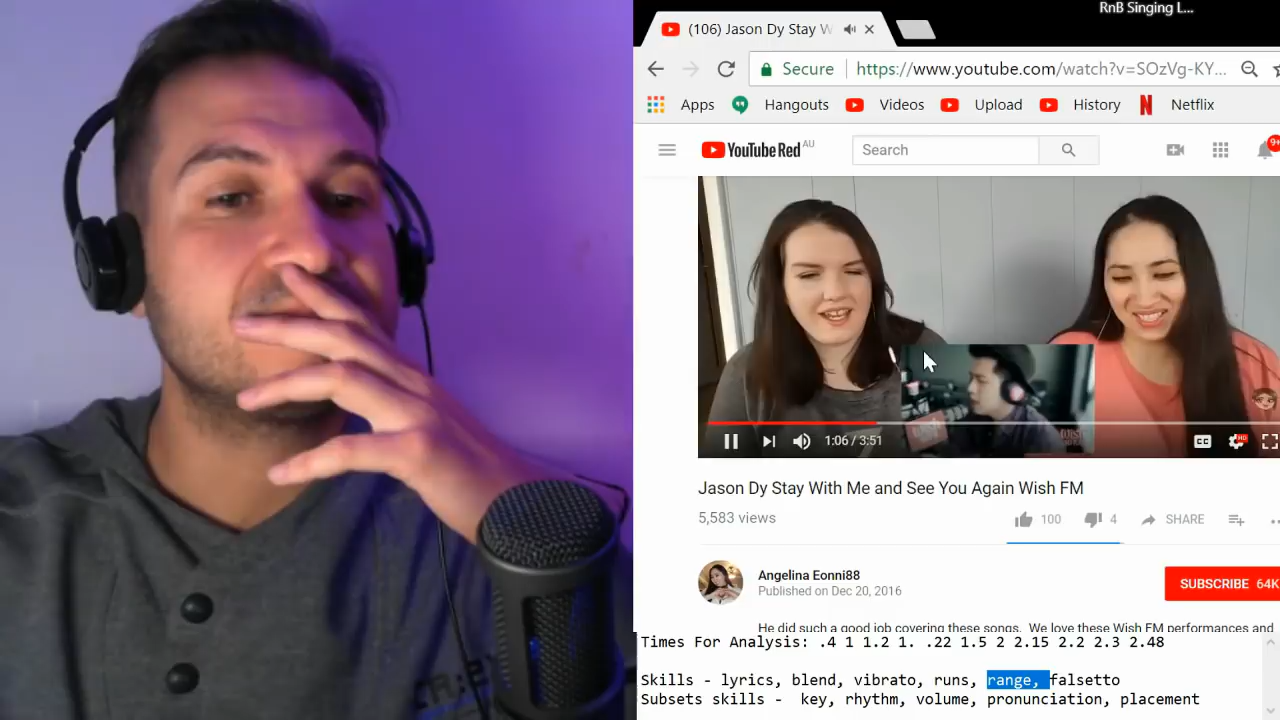 RnB Singing L...
(106) Jason Dy Stay W
Secure https://www.youtube.com/watch?v=SOzVg-KY...
Apps Hangouts Videos Upload History Netflix
YouTube Red AU Search 9+
1:06 / 3:51 CC HD
Jason Dy Stay With Me and See You Again Wish FM
5,583 views 100 4 SHARE
Angelina Eonni88
Published on Dec 20, 2016
SUBSCRIBE 64K
He did such a good job covering these songs. We love these Wish FM performances and
Times For Analysis: .4 1 1.2 1. .22 1.5 2 2.15 2.2 2.3 2.48
Skills - lyrics, blend, vibrato, runs, range, falsetto
Subsets skills - key, rhythm, volume, pronunciation, placement